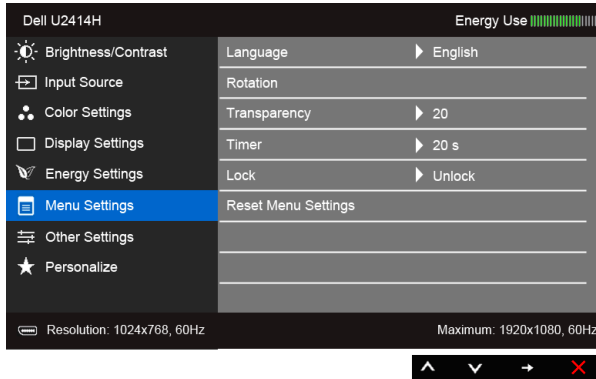 Dell U2414H Energy Use
Brightness/Contrast Language English
Input Source Rotation
Color Settings Transparency 20
Display Settings Timer 20 s
Energy Settings Lock Unlock
Menu Settings Reset Menu Settings
Other Settings
Personalize
Resolution: 1024x768, 60Hz Maximum: 1920x1080, 60Hz